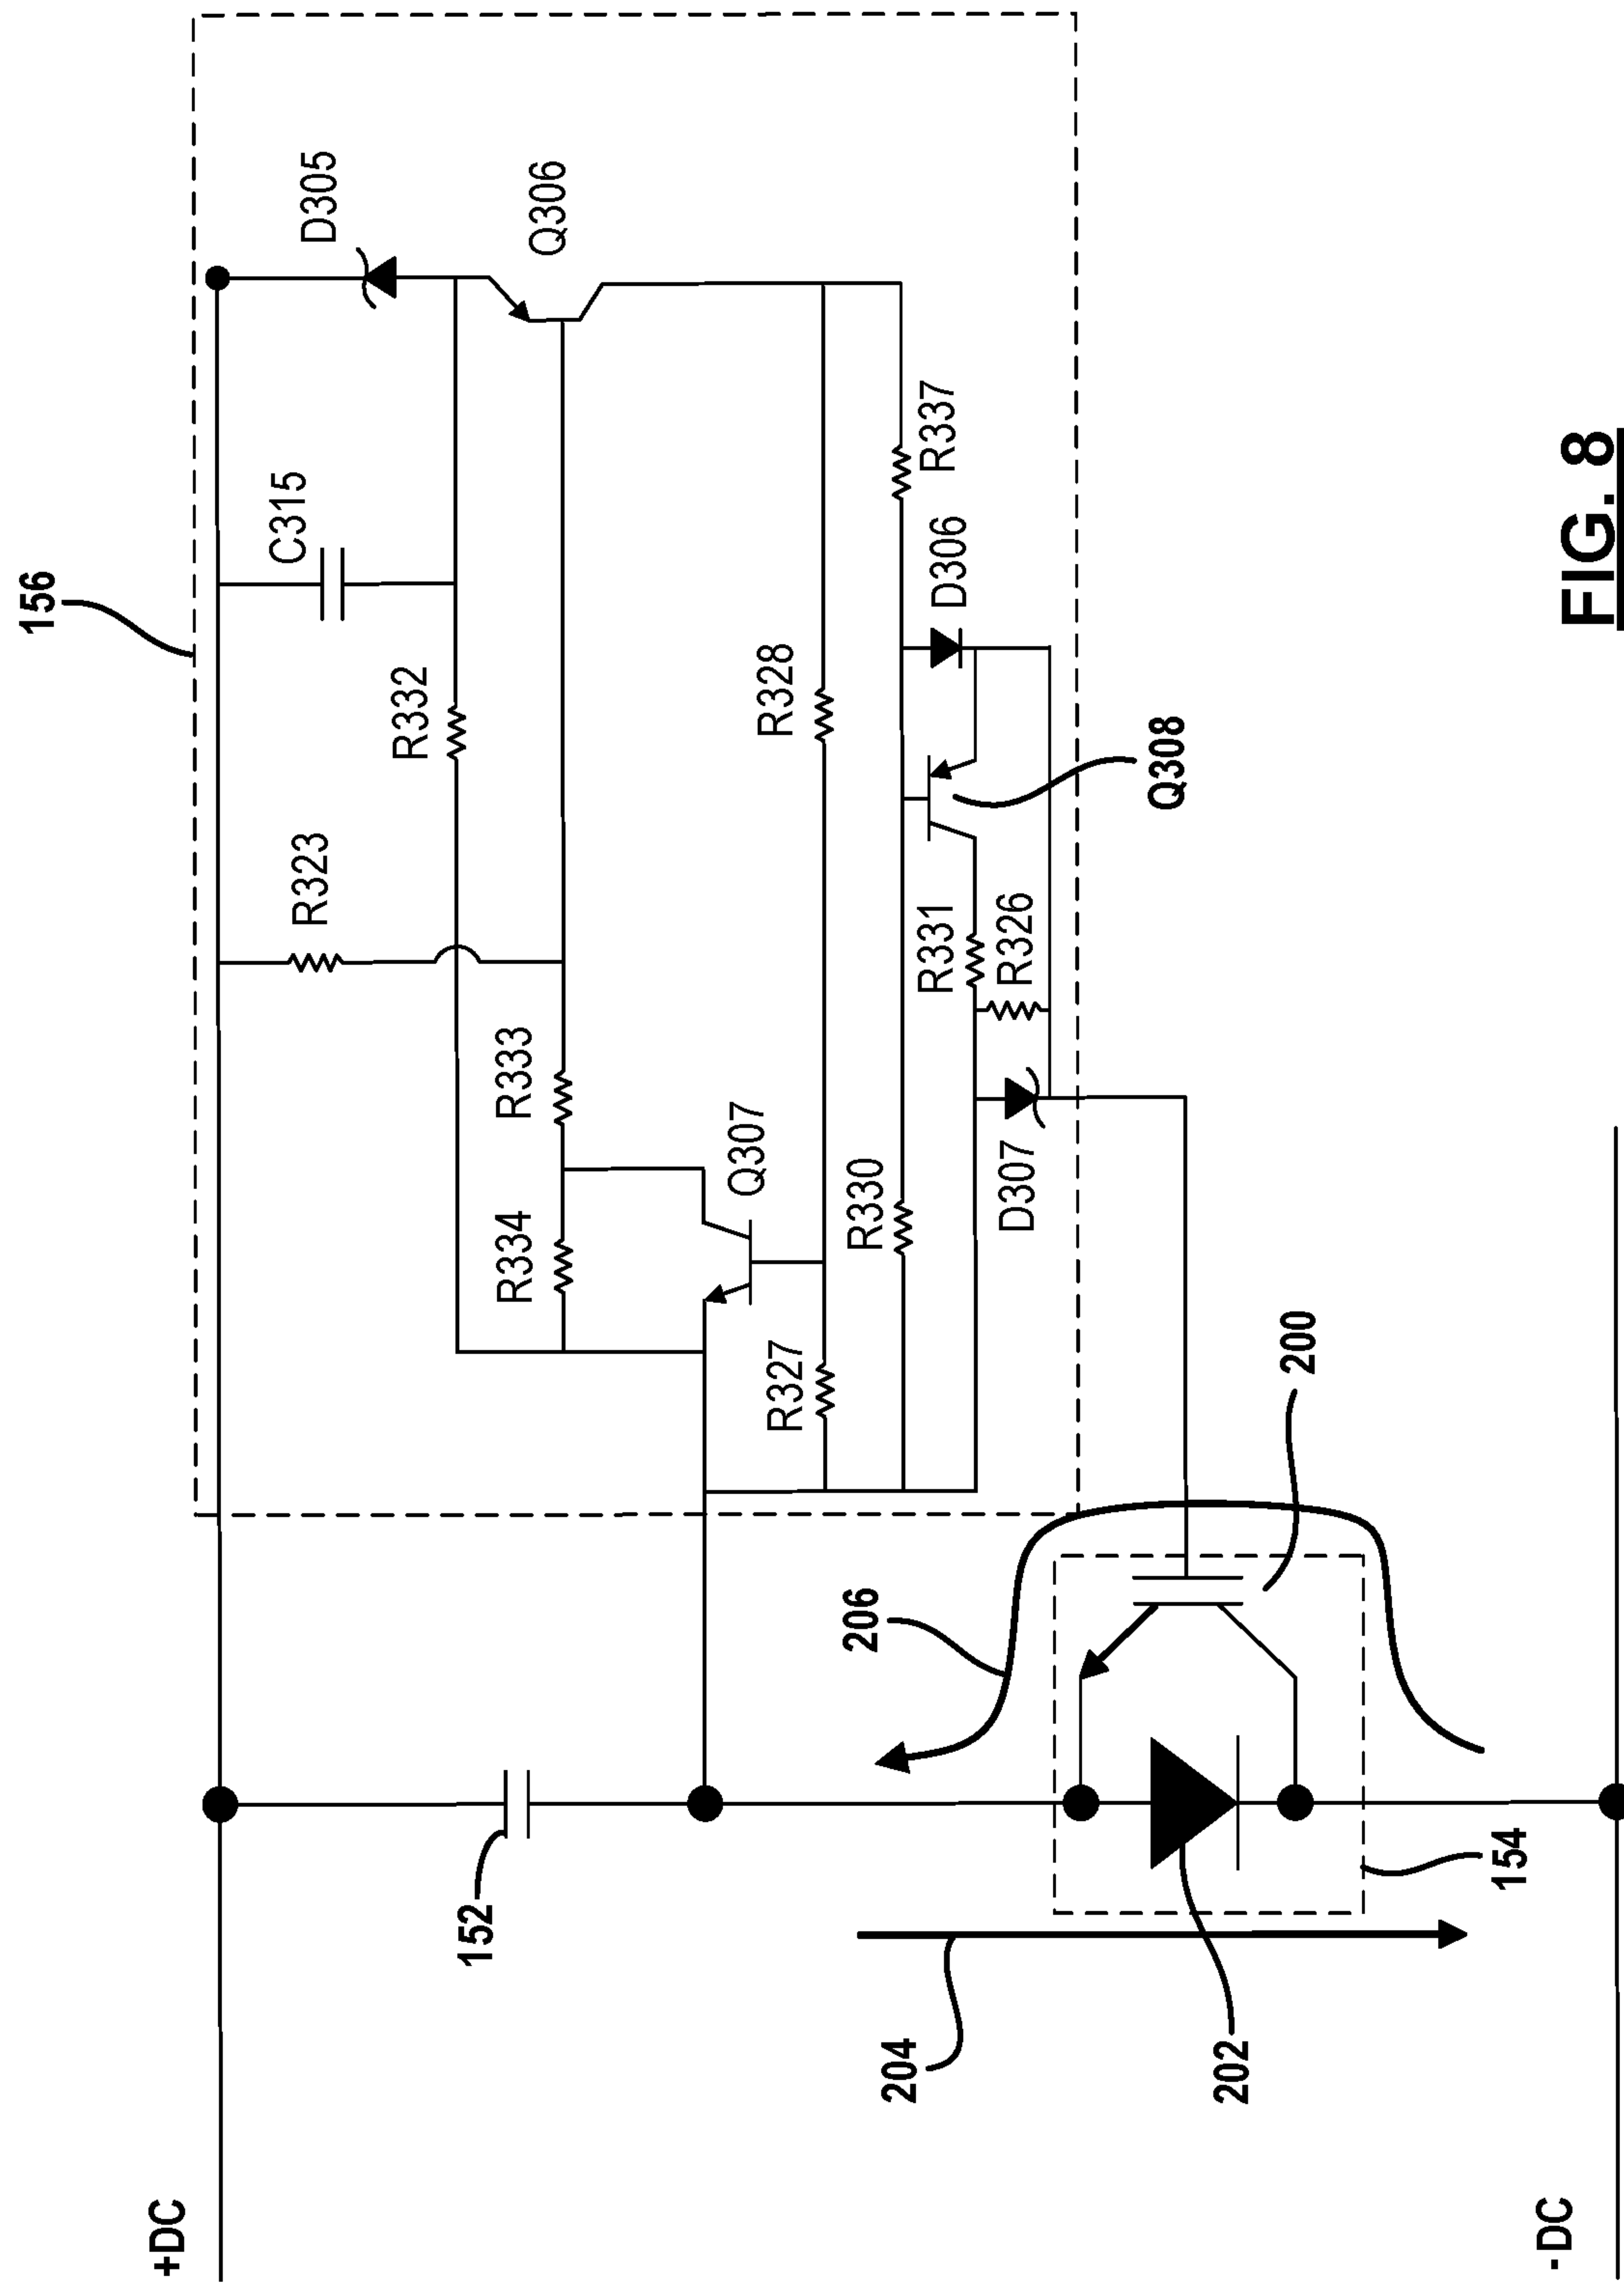 156
D305
C315
Q306
R332
R323
R333
R334
Q307
R328
R337
D306
Q308
R331
R326
R330
D307
R327
200
206
152
154
204
202
+DC
-DC
FIG. 8